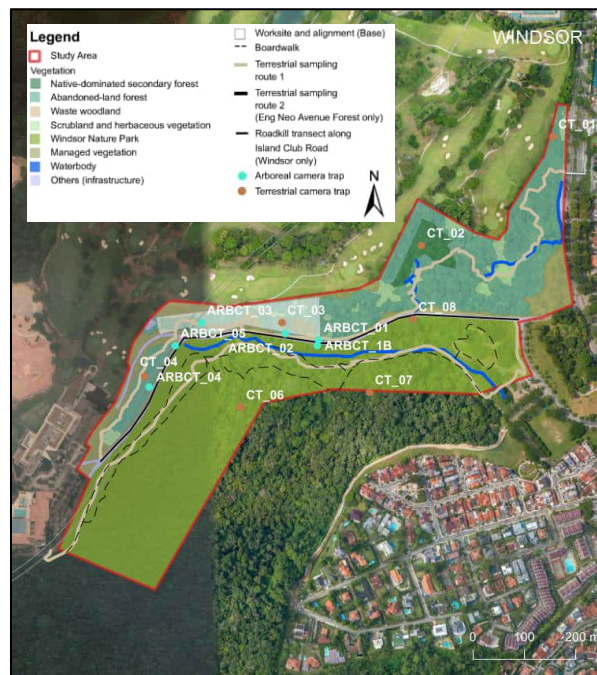 WINDSOR
Legend
Study Area
Vegetation
Native-dominated secondary forest
Abandoned-land forest
Waste woodland
Scrubland and herbaceous vegetation
Windsor Nature Park
Managed vegetation
Waterbody
Others (infrastructure)
Worksite and alignment (Base)
Boardwalk
Terrestrial sampling
route 1
Terrestrial sampling
route 2
(Eng Neo Avenue Forest only)
Roadkill transect along
Island Club Road
(Windsor only)
Arboreal camera trap
Terrestrial camera trap
N
CT_01
CT_02
ARBCT_03
CT_03
CT_08
ARBCT_05
ARBCT_01
CT_04
ARBCT_02
ARBCT_1B
ARBCT_04
CT_07
CT_06
0 100 -200 m